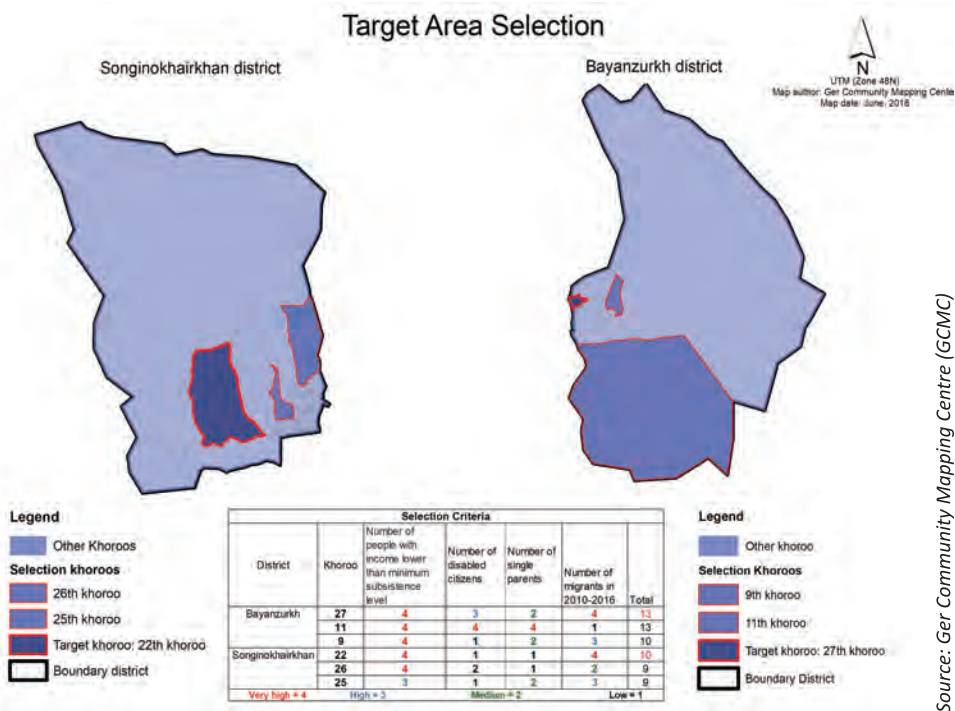 Target Area Selection
Songinokhairkhan district
Bayanzurkh district
N
UTM (Zone 48N)
Map author: Ger Community Mapping Center
Map date: June, 2016
Legend
Other Khoroos
Selection khoroos
26th khoroo
25th khoroo
Target khoroo: 22th khoroo
Boundary district
Selection Criteria
District Khoroo Number of people with income lower than minimum subsistence level Number of disabled citizens Number of single parents Number of migrants in 2010-2016 Total
Bayanzurkh 27 4 3 2 4 13
11 4 4 4 1 13
9 4 1 2 3 10
Songinokhairkhan 22 4 1 1 4 10
26 4 2 1 2 9
25 3 1 2 3 9
Very high = 4 High = 3 Medium = 2 Low = 1
Legend
Other khoroo
Selection Khoroos
9th khoroo
11th khoroo
Target khoroo: 27th khoroo
Boundary District
Source: Ger Community Mapping Centre (GCMC)